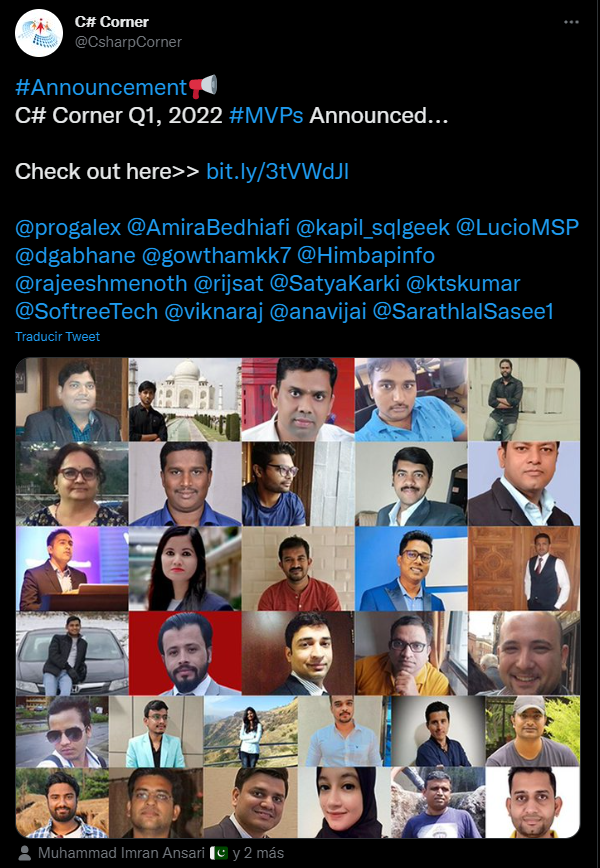 C# Corner
@CsharpCorner
#Announcement
C# Corner Q1, 2022 #MVPs Announced...
Check out here>> bit.ly/3tVWdJl
@progalex @AmiraBedhiafi @kapil_sqlgeek @LucioMSP
@dgabhane @gowthamkk7 @Himbapinfo
@rajeeshmenoth @rijsat @SatyaKarki @ktskumar
@SoftreeTech @viknaraj @anavijai @SarathlalSasee1
Traducir Tweet
Muhammad Imran Ansari y 2 más